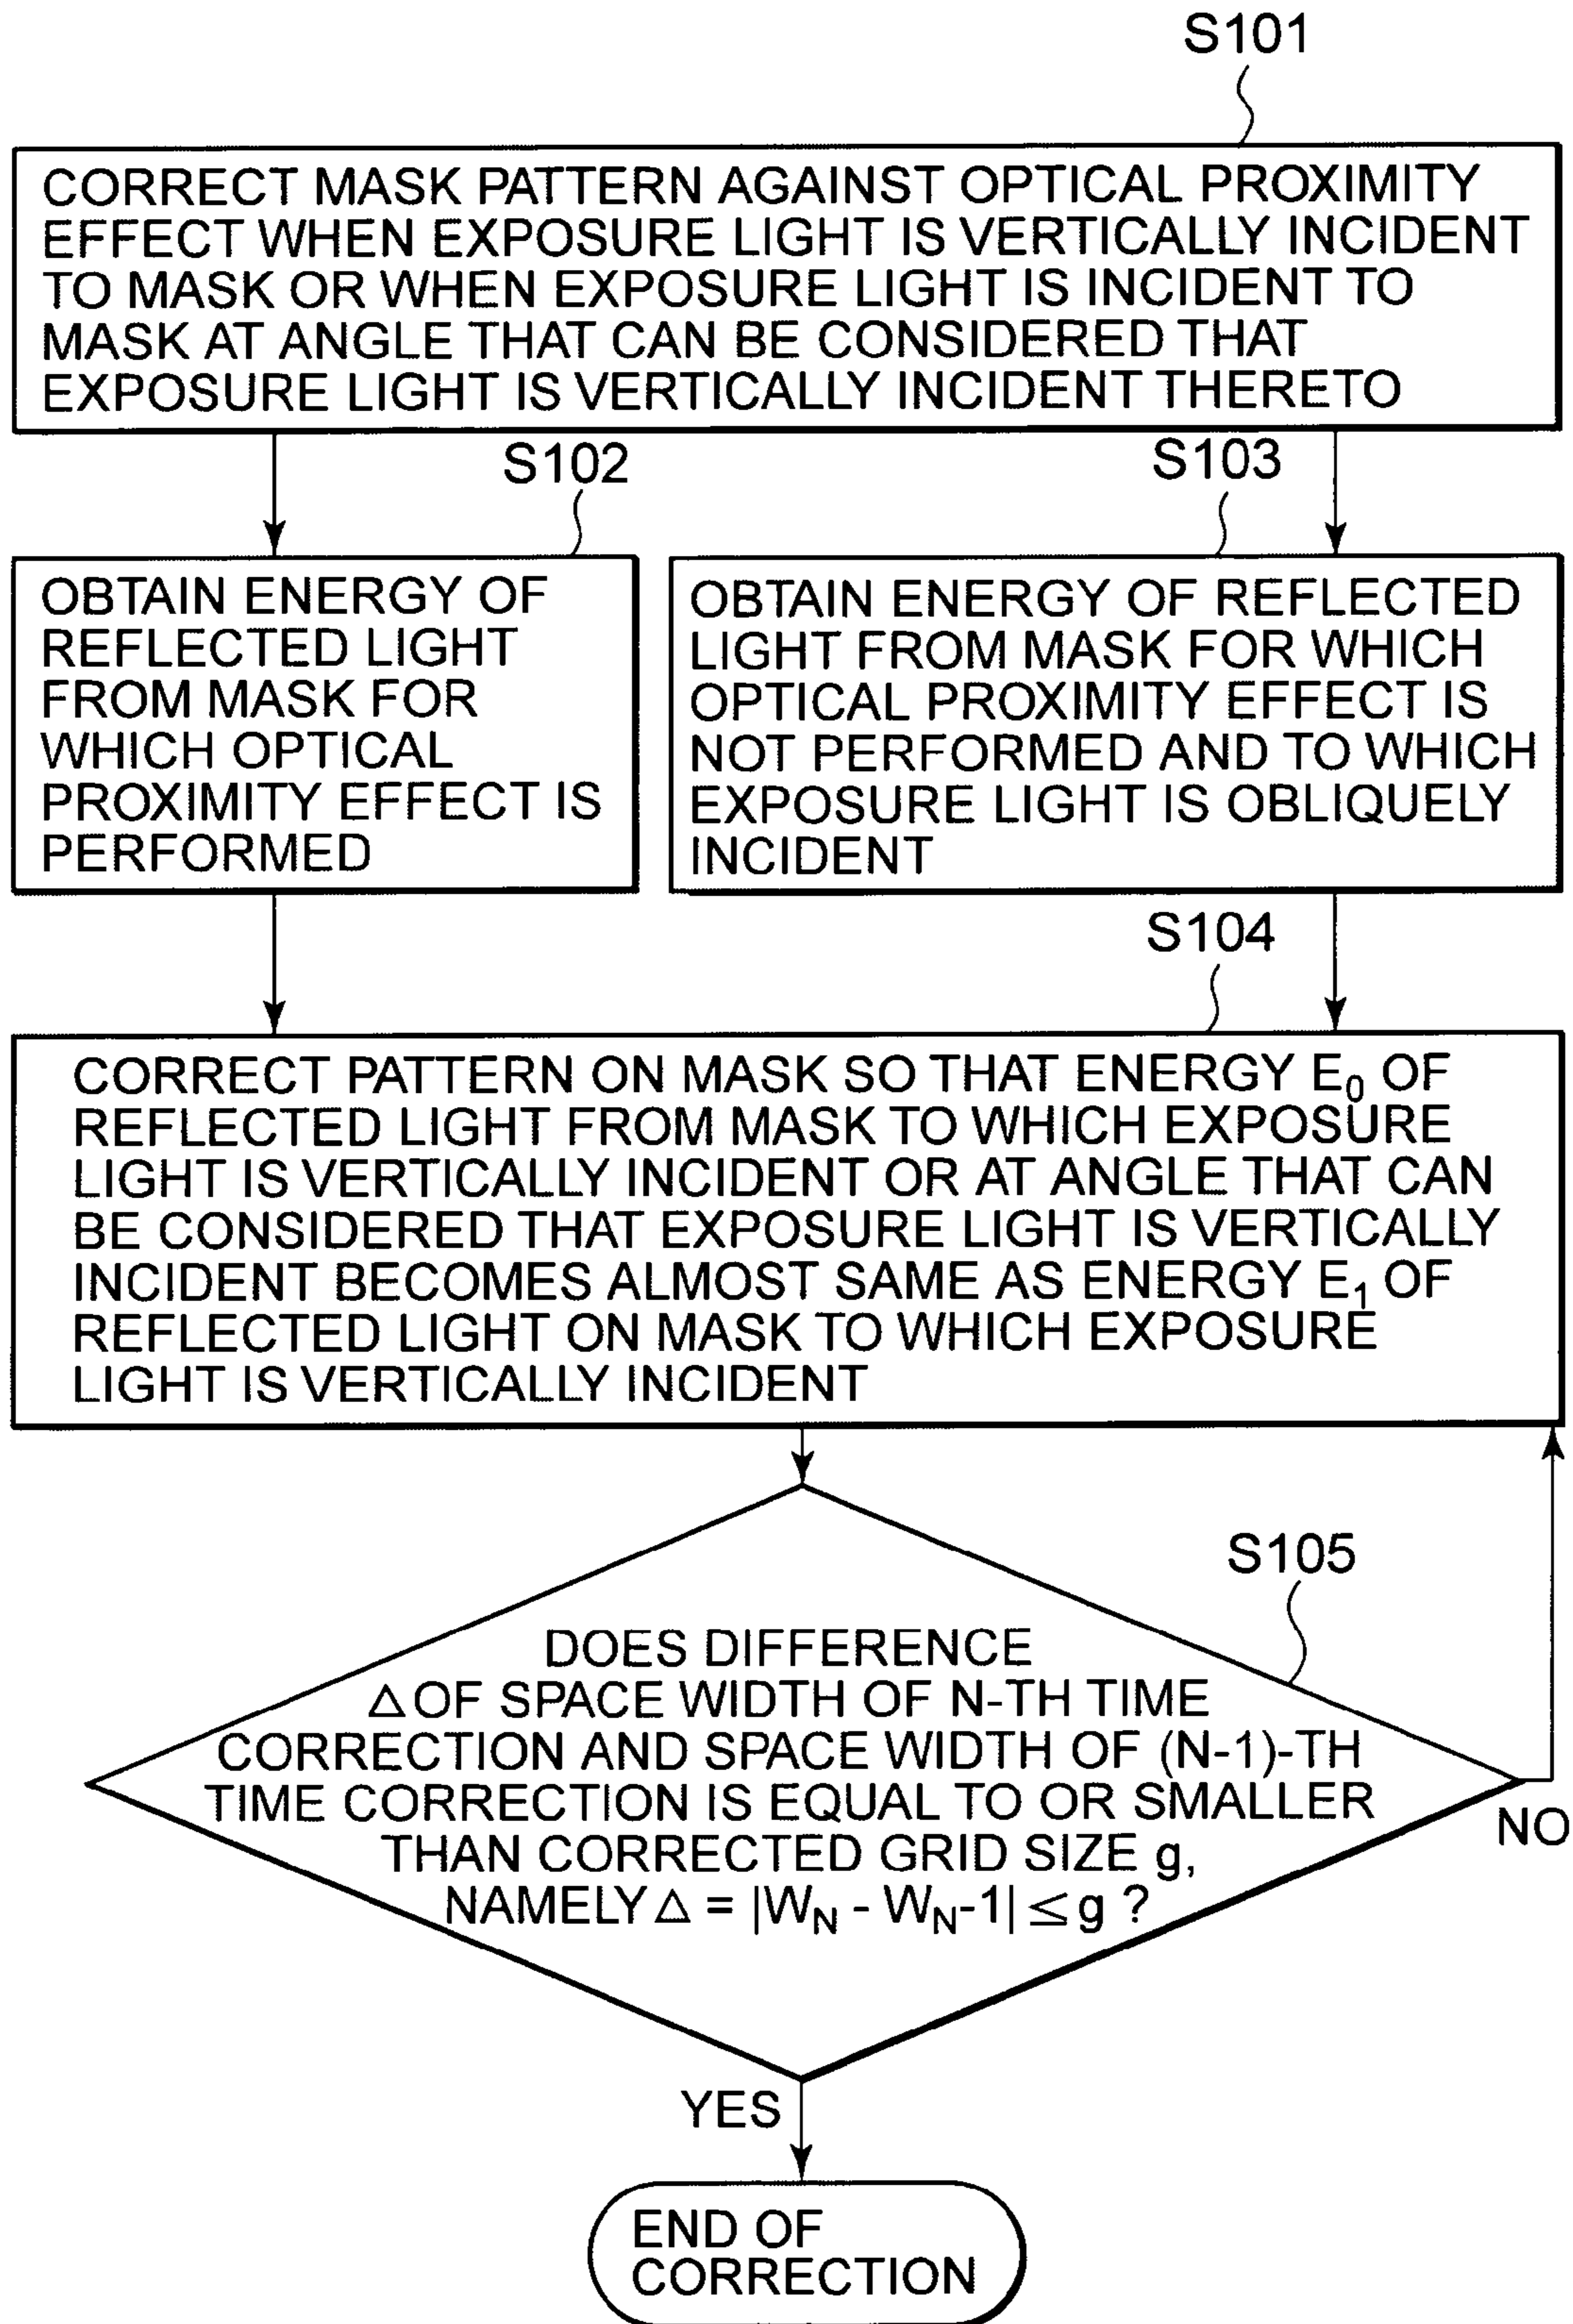 S101
CORRECT MASK PATTERN AGAINST OPTICAL PROXIMITY
EFFECT WHEN EXPOSURE LIGHT IS VERTICALLY INCIDENT
TO MASK OR WHEN EXPOSURE LIGHT IS INCIDENT TO
MASK AT ANGLE THAT CAN BE CONSIDERED THAT
EXPOSURE LIGHT IS VERTICALLY INCIDENT THERETO
S102
OBTAIN ENERGY OF
REFLECTED LIGHT
FROM MASK FOR
WHICH OPTICAL
PROXIMITY EFFECT IS
PERFORMED
S103
OBTAIN ENERGY OF REFLECTED
LIGHT FROM MASK FOR WHICH
OPTICAL PROXIMITY EFFECT IS
NOT PERFORMED AND TO WHICH
EXPOSURE LIGHT IS OBLIQUELY
INCIDENT
S104
CORRECT PATTERN ON MASK SO THAT ENERGY E₀ OF
REFLECTED LIGHT FROM MASK TO WHICH EXPOSURE
LIGHT IS VERTICALLY INCIDENT OR AT ANGLE THAT CAN
BE CONSIDERED THAT EXPOSURE LIGHT IS VERTICALLY
INCIDENT BECOMES ALMOST SAME AS ENERGY E₁ OF
REFLECTED LIGHT ON MASK TO WHICH EXPOSURE
LIGHT IS VERTICALLY INCIDENT
S105
DOES DIFFERENCE
△ OF SPACE WIDTH OF N-TH TIME
CORRECTION AND SPACE WIDTH OF (N-1)-TH
TIME CORRECTION IS EQUAL TO OR SMALLER
THAN CORRECTED GRID SIZE g,
NAMELY △ = |W_N - W_N-1| ≤ g ?
NO
YES
END OF
CORRECTION